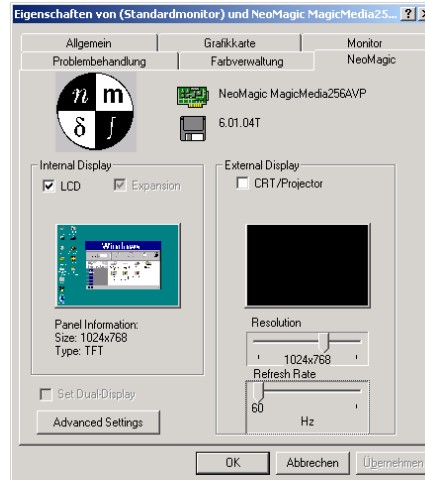 Eigenschaften von (Standardmonitor) und NeoMagic MagicMedia25...
Allgemein Grafikkarte Monitor
Problembehandlung Farbverwaltung NeoMagic
n m
δ ∫
NeoMagic MagicMedia256AVP
6.01.04T
Internal Display
LCD Expansion
Windows
Panel Information:
Size: 1024x768
Type: TFT
External Display
CRT/Projector
Resolution
1024x768
Refresh Rate
60
Hz
Set Dual-Display
Advanced Settings
OK Abbrechen Übernehmen